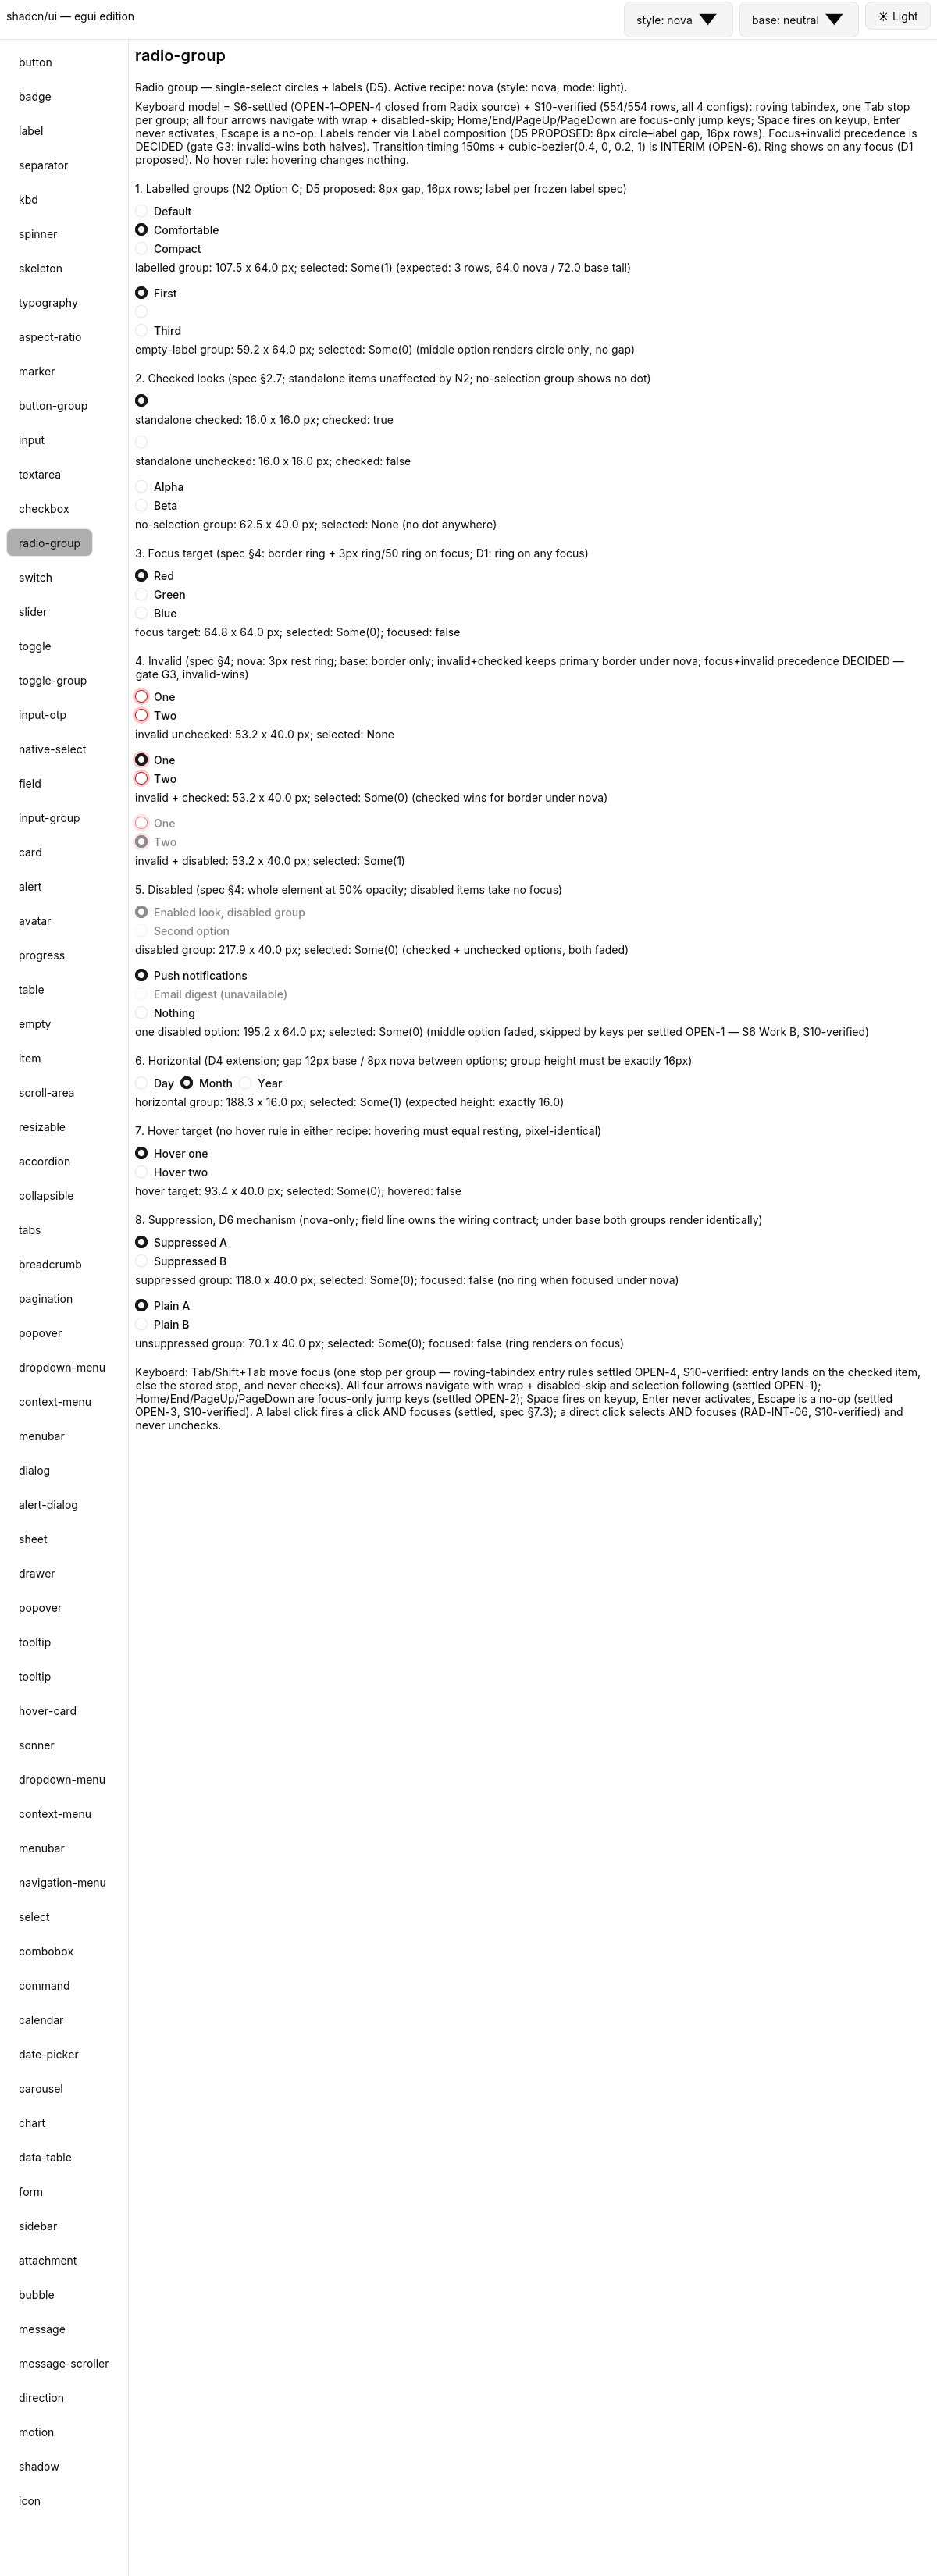 shadcn/ui — egui edition
style: nova
base: neutral
☀ Light
button
badge
label
separator
kbd
spinner
skeleton
typography
aspect-ratio
marker
button-group
input
textarea
checkbox
radio-group
switch
slider
toggle
toggle-group
input-otp
native-select
field
input-group
card
alert
avatar
progress
table
empty
item
scroll-area
resizable
accordion
collapsible
tabs
breadcrumb
pagination
popover
dropdown-menu
context-menu
menubar
dialog
alert-dialog
sheet
drawer
popover
tooltip
tooltip
hover-card
sonner
dropdown-menu
context-menu
menubar
navigation-menu
select
combobox
command
calendar
date-picker
carousel
chart
data-table
form
sidebar
attachment
bubble
message
message-scroller
direction
motion
shadow
icon
radio-group
Radio group — single-select circles + labels (D5). Active recipe: nova (style: nova, mode: light).
Keyboard model = S6-settled (OPEN-1–OPEN-4 closed from Radix source) + S10-verified (554/554 rows, all 4 configs): roving tabindex, one Tab stop
per group; all four arrows navigate with wrap + disabled-skip; Home/End/PageUp/PageDown are focus-only jump keys; Space fires on keyup, Enter
never activates, Escape is a no-op. Labels render via Label composition (D5 PROPOSED: 8px circle–label gap, 16px rows). Focus+invalid precedence is
DECIDED (gate G3: invalid-wins both halves). Transition timing 150ms + cubic-bezier(0.4, 0, 0.2, 1) is INTERIM (OPEN-6). Ring shows on any focus (D1
proposed). No hover rule: hovering changes nothing.
1. Labelled groups (N2 Option C; D5 proposed: 8px gap, 16px rows; label per frozen label spec)
Default
Comfortable
Compact
labelled group: 107.5 x 64.0 px; selected: Some(1) (expected: 3 rows, 64.0 nova / 72.0 base tall)
First
Third
empty-label group: 59.2 x 64.0 px; selected: Some(0) (middle option renders circle only, no gap)
2. Checked looks (spec §2.7; standalone items unaffected by N2; no-selection group shows no dot)
standalone checked: 16.0 x 16.0 px; checked: true
standalone unchecked: 16.0 x 16.0 px; checked: false
Alpha
Beta
no-selection group: 62.5 x 40.0 px; selected: None (no dot anywhere)
3. Focus target (spec §4: border ring + 3px ring/50 ring on focus; D1: ring on any focus)
Red
Green
Blue
focus target: 64.8 x 64.0 px; selected: Some(0); focused: false
4. Invalid (spec §4; nova: 3px rest ring; base: border only; invalid+checked keeps primary border under nova; focus+invalid precedence DECIDED —
gate G3, invalid-wins)
One
Two
invalid unchecked: 53.2 x 40.0 px; selected: None
One
Two
invalid + checked: 53.2 x 40.0 px; selected: Some(0) (checked wins for border under nova)
One
Two
invalid + disabled: 53.2 x 40.0 px; selected: Some(1)
5. Disabled (spec §4: whole element at 50% opacity; disabled items take no focus)
Enabled look, disabled group
Second option
disabled group: 217.9 x 40.0 px; selected: Some(0) (checked + unchecked options, both faded)
Push notifications
Email digest (unavailable)
Nothing
one disabled option: 195.2 x 64.0 px; selected: Some(0) (middle option faded, skipped by keys per settled OPEN-1 — S6 Work B, S10-verified)
6. Horizontal (D4 extension; gap 12px base / 8px nova between options; group height must be exactly 16px)
Day Month Year
horizontal group: 188.3 x 16.0 px; selected: Some(1) (expected height: exactly 16.0)
7. Hover target (no hover rule in either recipe: hovering must equal resting, pixel-identical)
Hover one
Hover two
hover target: 93.4 x 40.0 px; selected: Some(0); hovered: false
8. Suppression, D6 mechanism (nova-only; field line owns the wiring contract; under base both groups render identically)
Suppressed A
Suppressed B
suppressed group: 118.0 x 40.0 px; selected: Some(0); focused: false (no ring when focused under nova)
Plain A
Plain B
unsuppressed group: 70.1 x 40.0 px; selected: Some(0); focused: false (ring renders on focus)
Keyboard: Tab/Shift+Tab move focus (one stop per group — roving-tabindex entry rules settled OPEN-4, S10-verified: entry lands on the checked item,
else the stored stop, and never checks). All four arrows navigate with wrap + disabled-skip and selection following (settled OPEN-1);
Home/End/PageUp/PageDown are focus-only jump keys (settled OPEN-2); Space fires on keyup, Enter never activates, Escape is a no-op (settled
OPEN-3, S10-verified). A label click fires a click AND focuses (settled, spec §7.3); a direct click selects AND focuses (RAD-INT-06, S10-verified) and
never unchecks.